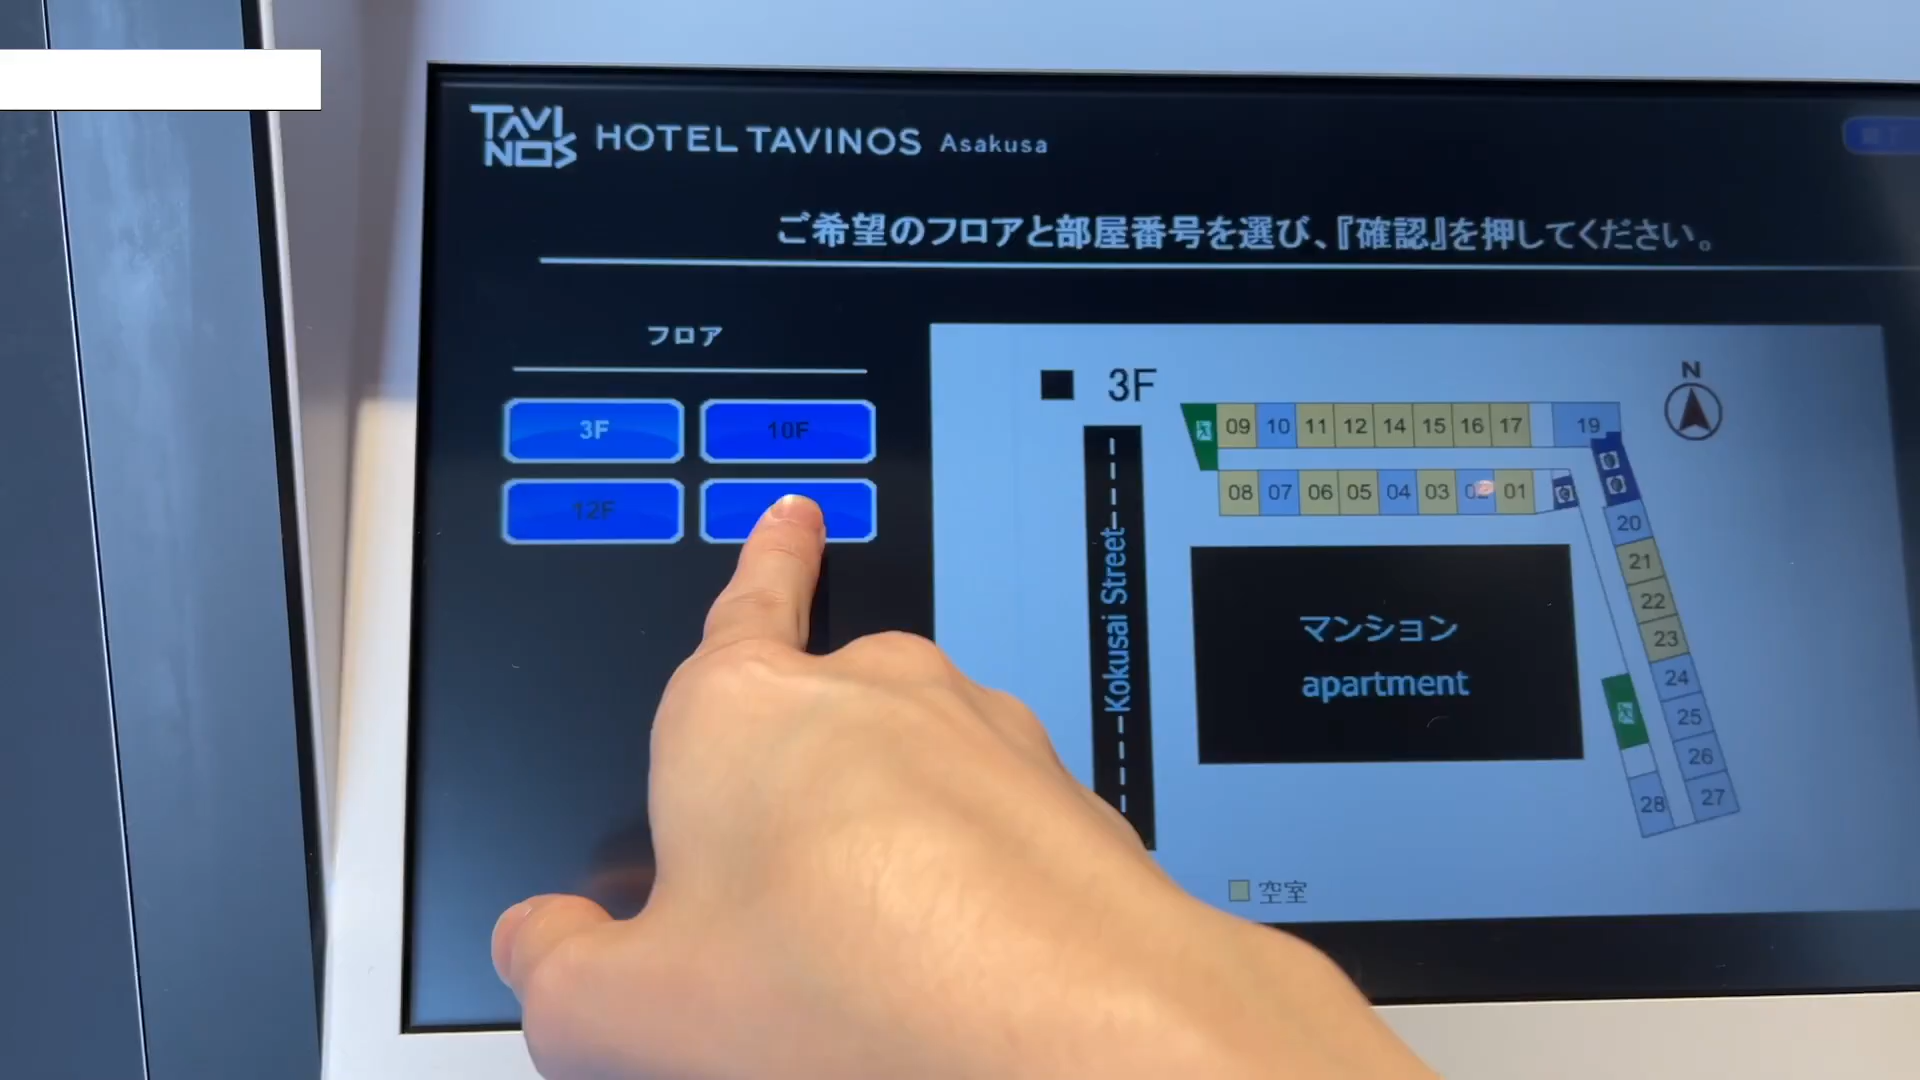 TAVINOS
HOTEL TAVINOS Asakusa
ご希望のフロアと部屋番号を選び、『確認』を押してください。
フロア
3F
10F
12F
3F
N
09 10 11 12 14 15 16 17 19
08 07 06 05 04 03 02 01
20
21
22
23
24
25
26
27
28
Kokusai Street
マンション
apartment
空室